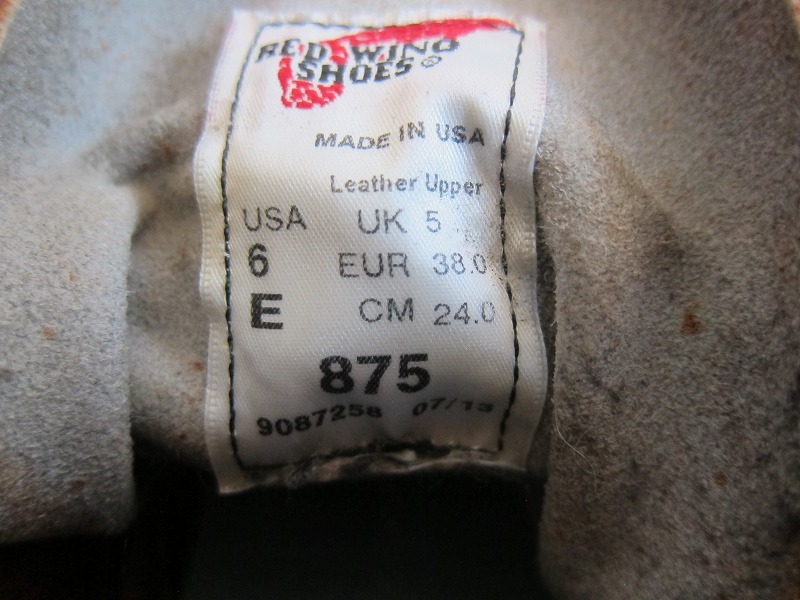 RED WING
SHOES®
MADE IN USA
Leather Upper
USA UK 5
6 EUR 38.0
E CM 24.0
875
9087258 07/13